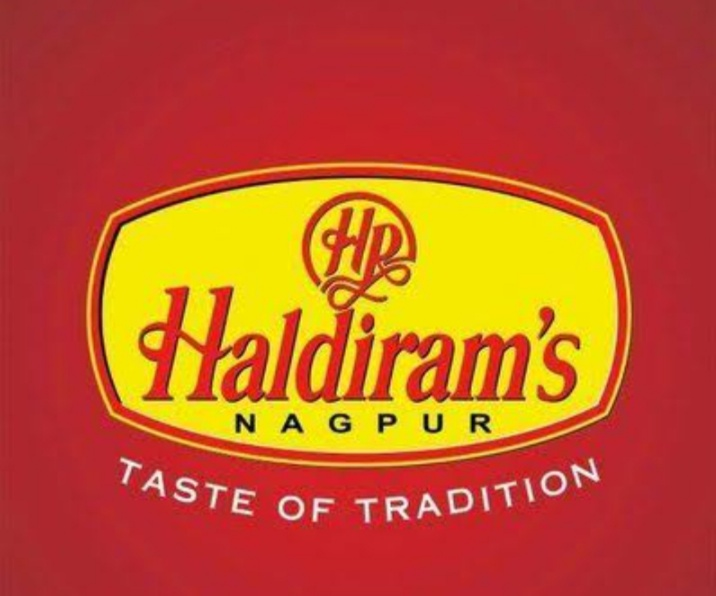 HR
Haldiram's
NAGPUR
TASTE OF TRADITION